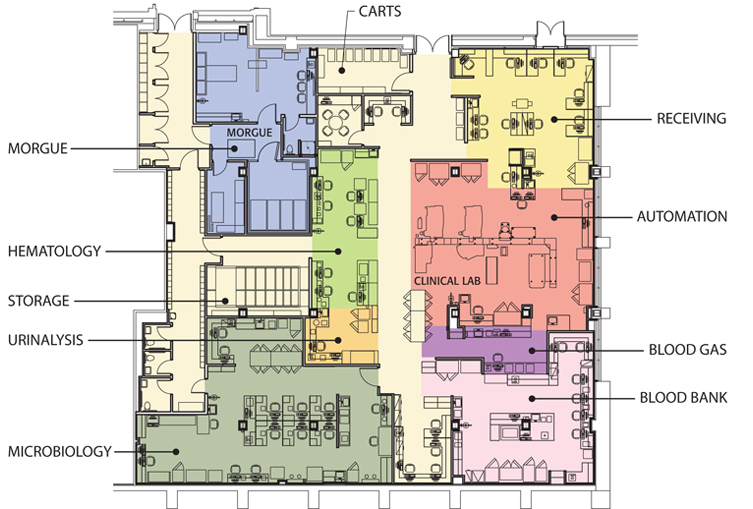 CARTS
RECEIVING
MORGUE
MORGUE
AUTOMATION
HEMATOLOGY
CLINICAL LAB
STORAGE
URINALYSIS
BLOOD GAS
BLOOD BANK
MICROBIOLOGY